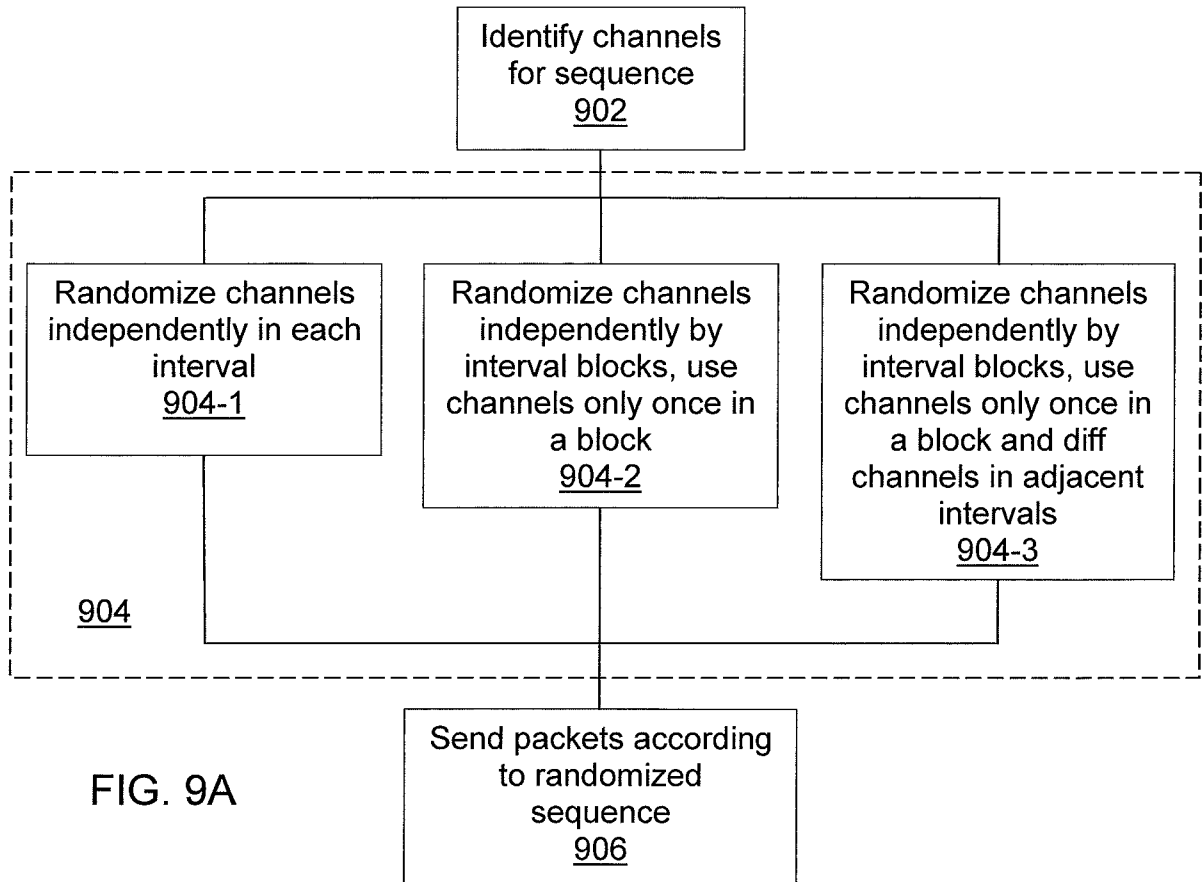 Identify channels
for sequence
902
Randomize channels
independently in each
interval
904-1
Randomize channels
independently by
interval blocks, use
channels only once in
a block
904-2
Randomize channels
independently by
interval blocks, use
channels only once in
a block and diff
channels in adjacent
intervals
904-3
904
Send packets according
to randomized
sequence
906
FIG. 9A